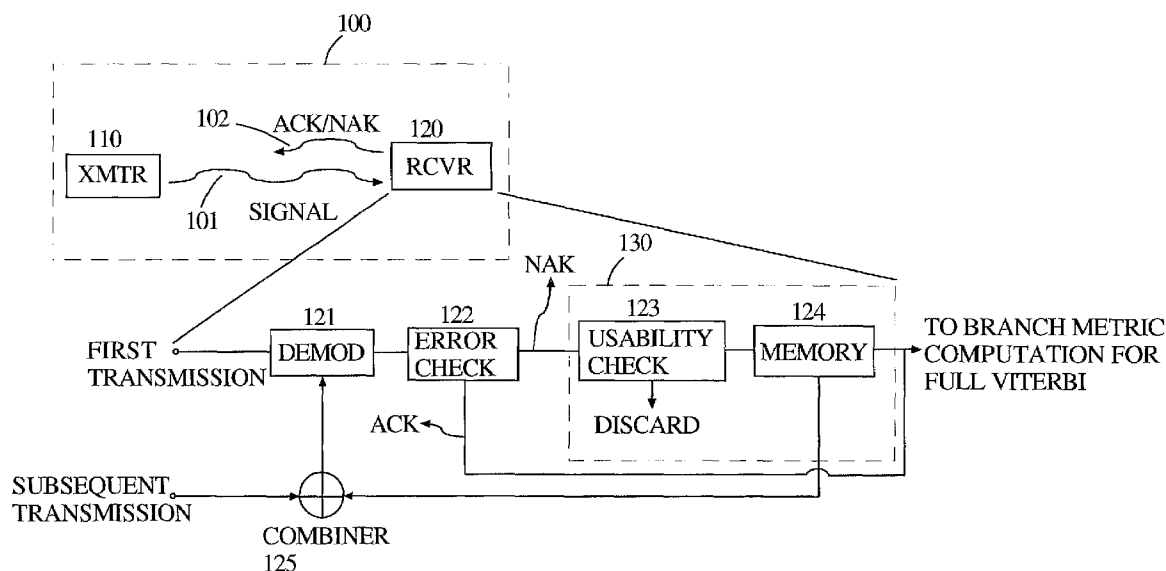 100
102
ACK/NAK
110
120
XMTR
RCVR
101
SIGNAL
130
NAK
121
122
123
124
FIRST
TRANSMISSION
DEMOD
ERROR
CHECK
USABILITY
CHECK
MEMORY
TO BRANCH METRIC
COMPUTATION FOR
FULL VITERBI
ACK
DISCARD
SUBSEQUENT
TRANSMISSION
COMBINER
125